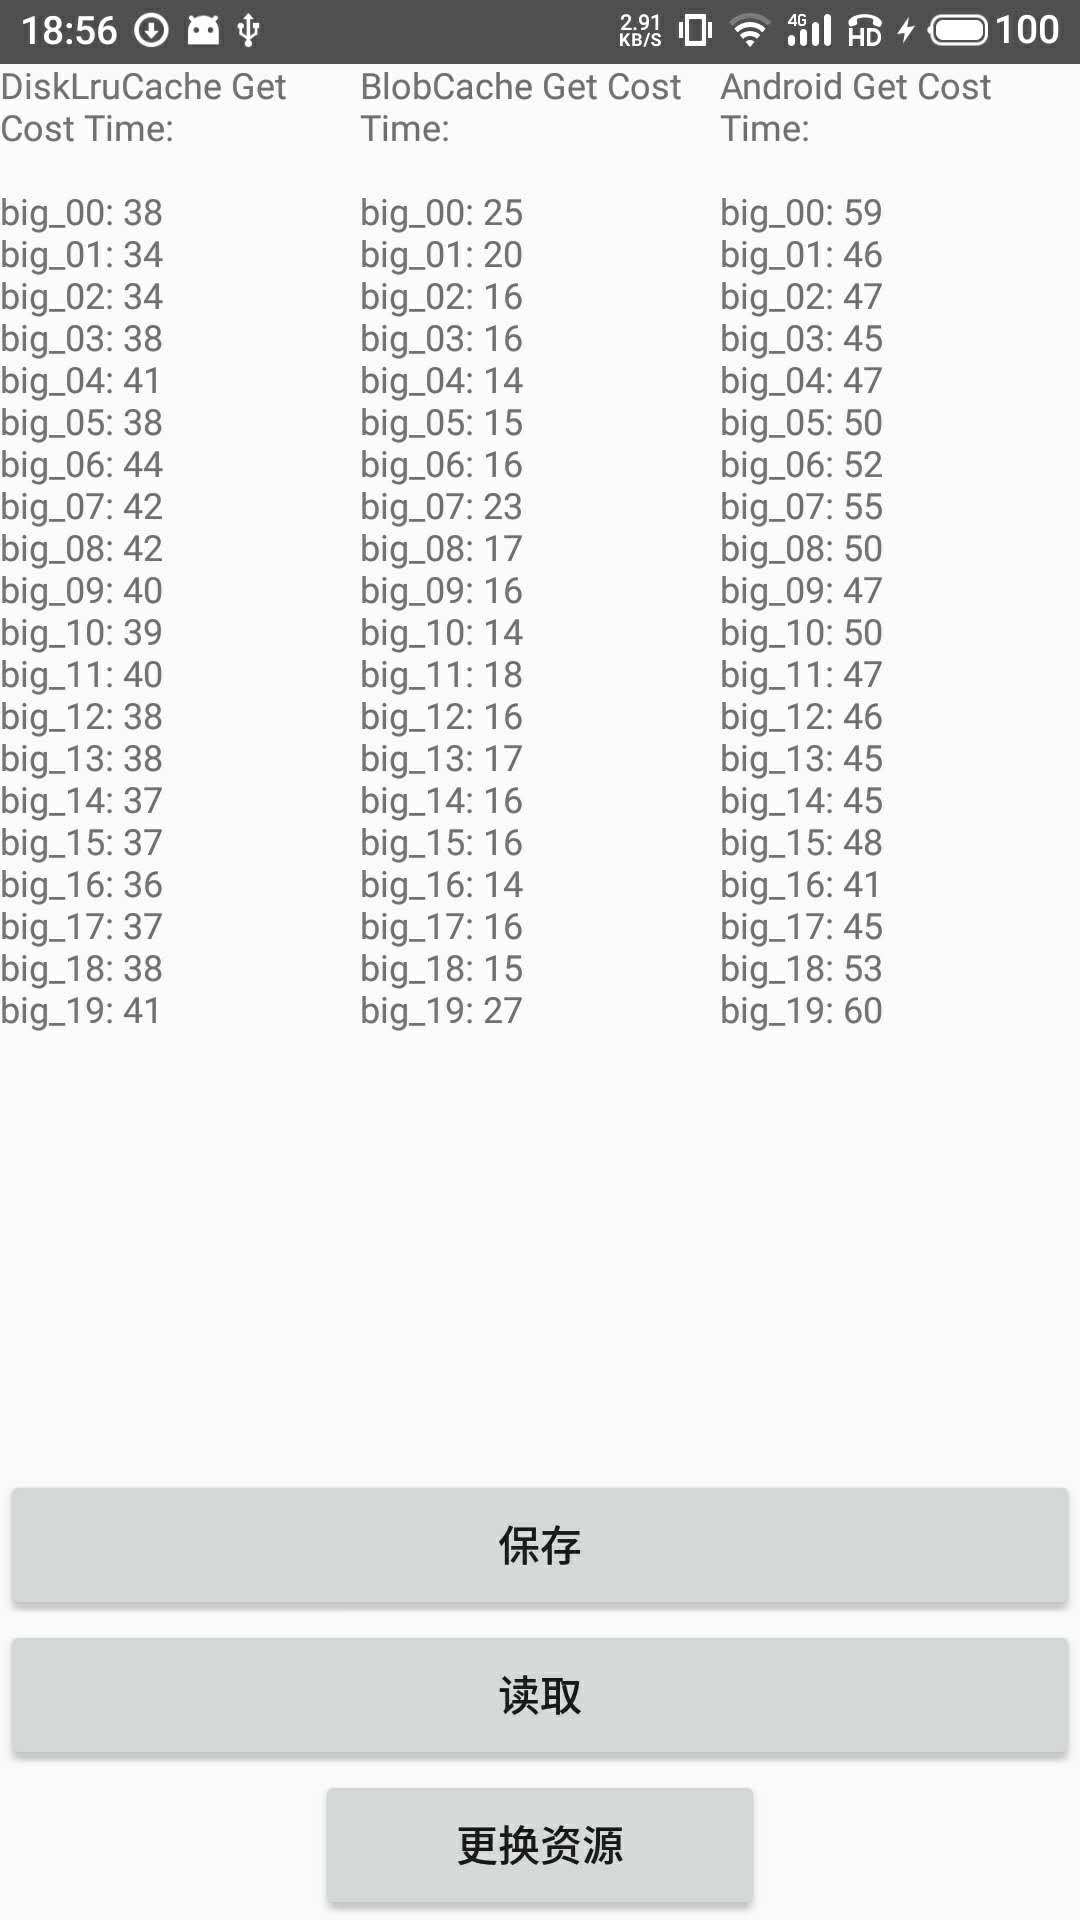 18:56
2.91
KB/S
4G
HD
100
DiskLruCache Get
Cost Time:
big_00: 38
big_01: 34
big_02: 34
big_03: 38
big_04: 41
big_05: 38
big_06: 44
big_07: 42
big_08: 42
big_09: 40
big_10: 39
big_11: 40
big_12: 38
big_13: 38
big_14: 37
big_15: 37
big_16: 36
big_17: 37
big_18: 38
big_19: 41
BlobCache Get Cost
Time:
big_00: 25
big_01: 20
big_02: 16
big_03: 16
big_04: 14
big_05: 15
big_06: 16
big_07: 23
big_08: 17
big_09: 16
big_10: 14
big_11: 18
big_12: 16
big_13: 17
big_14: 16
big_15: 16
big_16: 14
big_17: 16
big_18: 15
big_19: 27
Android Get Cost
Time:
big_00: 59
big_01: 46
big_02: 47
big_03: 45
big_04: 47
big_05: 50
big_06: 52
big_07: 55
big_08: 50
big_09: 47
big_10: 50
big_11: 47
big_12: 46
big_13: 45
big_14: 45
big_15: 48
big_16: 41
big_17: 45
big_18: 53
big_19: 60
保存
读取
更换资源